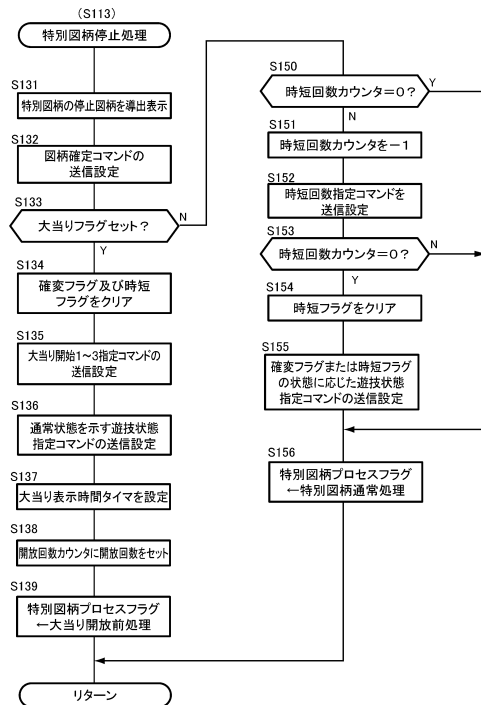 (S113)
特別図柄停止処理
S131
特別図柄の停止図柄を導出表示
S132
図柄確定コマンドの
送信設定
S133
大当りフラグセット？
N
Y
S134
確変フラグ及び時短
フラグをクリア
S135
大当り開始1～3指定コマンドの
送信設定
S136
通常状態を示す遊技状態
指定コマンドの送信設定
S137
大当り表示時間タイマを設定
S138
開放回数カウンタに開放回数をセット
S139
特別図柄プロセスフラグ
←大当り開放前処理
リターン
S150
時短回数カウンタ＝0？
Y
N
S151
時短回数カウンタを－1
S152
時短回数指定コマンドを
送信設定
S153
時短回数カウンタ＝0？
N
Y
S154
時短フラグをクリア
S155
確変フラグまたは時短フラグ
の状態に応じた遊技状態
指定コマンドの送信設定
S156
特別図柄プロセスフラグ
←特別図柄通常処理